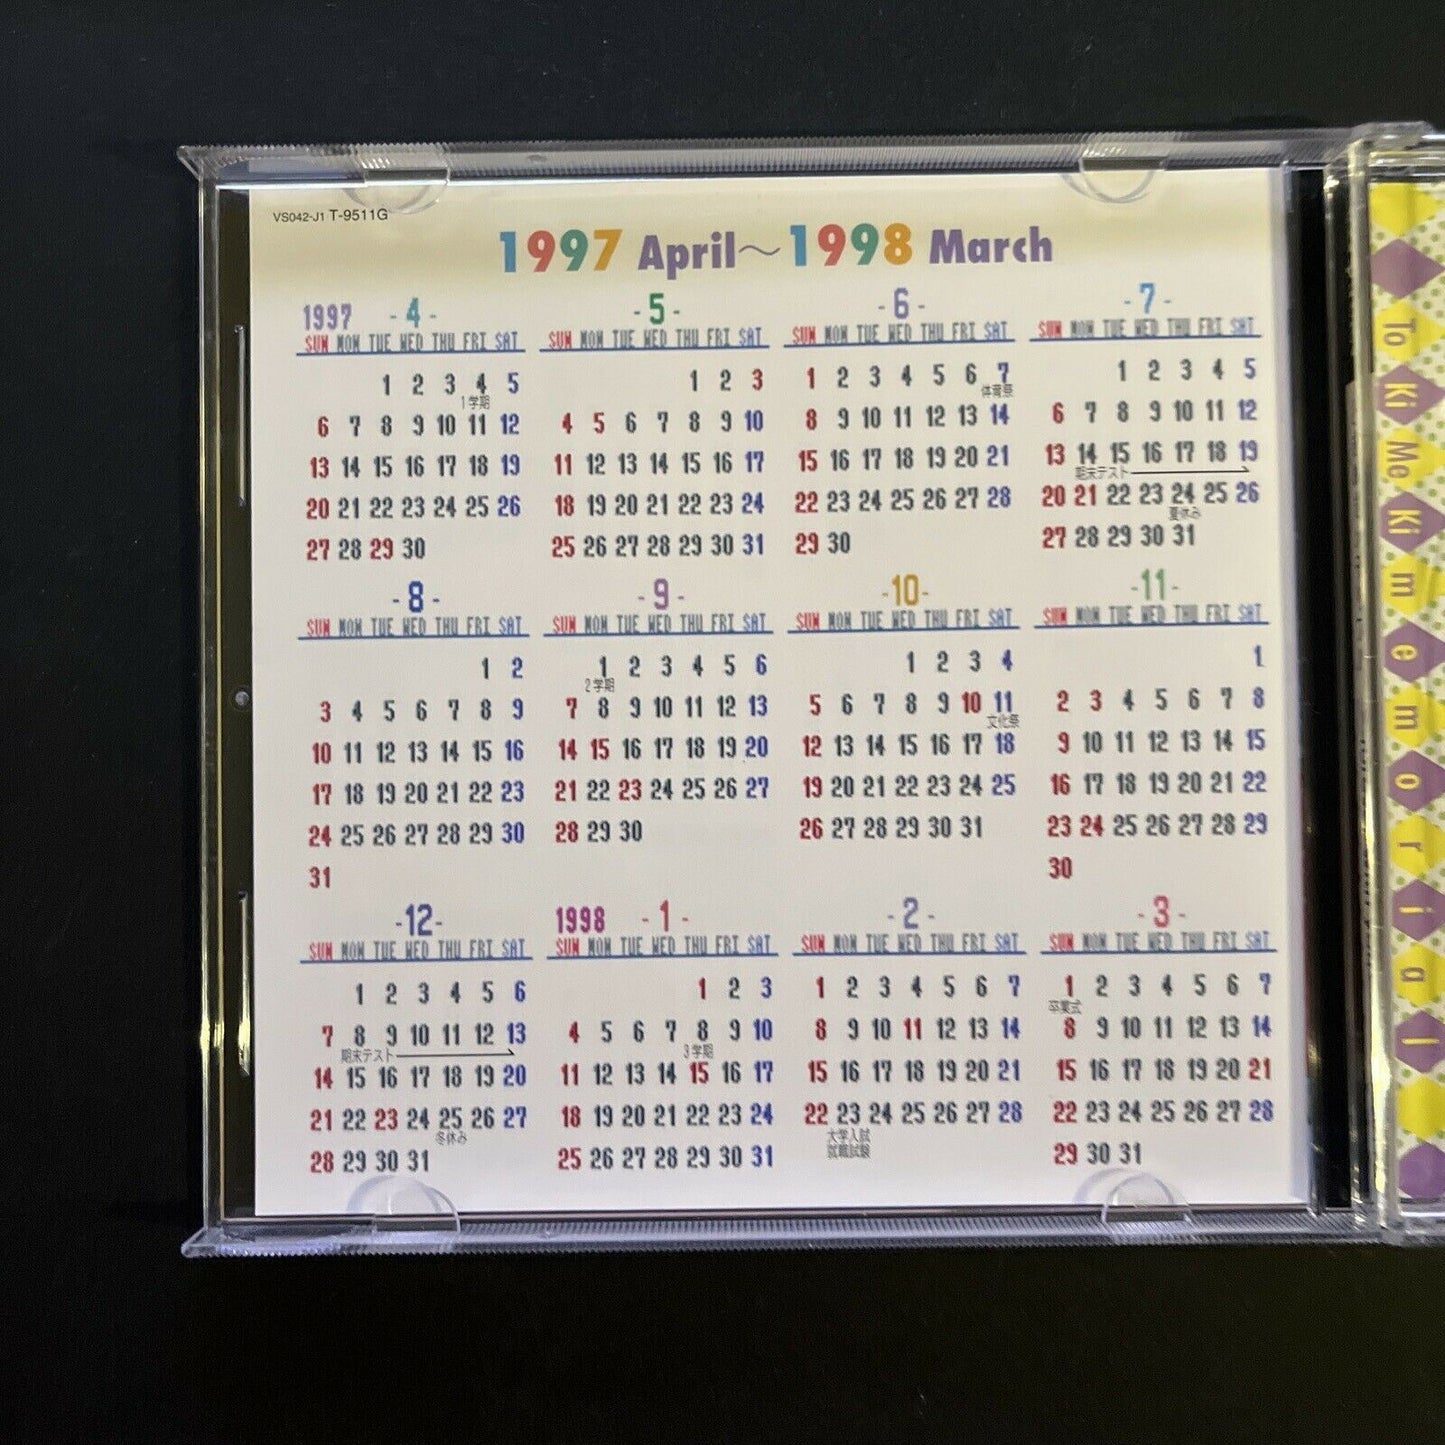 VS042-J1 T-9511G
1997 April～1998 March
1997 -4-
SUN MON TUE WED THU FRI SAT
1 2 3 4 5
1学期
6 7 8 9 10 11 12
13 14 15 16 17 18 19
20 21 22 23 24 25 26
27 28 29 30
-5-
SUN MON TUE WED THU FRI SAT
1 2 3
4 5 6 7 8 9 10
11 12 13 14 15 16 17
18 19 20 21 22 23 24
25 26 27 28 29 30 31
-6-
SUN MON TUE WED THU FRI SAT
1 2 3 4 5 6 7
体育祭
8 9 10 11 12 13 14
15 16 17 18 19 20 21
22 23 24 25 26 27 28
29 30
-7-
SUN MON TUE WED THU FRI SAT
1 2 3 4 5
6 7 8 9 10 11 12
13 14 15 16 17 18 19
期末テスト
20 21 22 23 24 25 26
夏休み
27 28 29 30 31
-8-
SUN MON TUE WED THU FRI SAT
1 2
3 4 5 6 7 8 9
10 11 12 13 14 15 16
17 18 19 20 21 22 23
24 25 26 27 28 29 30
31
-9-
SUN MON TUE WED THU FRI SAT
1 2 3 4 5 6
2学期
7 8 9 10 11 12 13
14 15 16 17 18 19 20
21 22 23 24 25 26 27
28 29 30
-10-
SUN MON TUE WED THU FRI SAT
1 2 3 4
5 6 7 8 9 10 11
文化祭
12 13 14 15 16 17 18
19 20 21 22 23 24 25
26 27 28 29 30 31
-11-
SUN MON TUE WED THU FRI SAT
1
2 3 4 5 6 7 8
9 10 11 12 13 14 15
16 17 18 19 20 21 22
23 24 25 26 27 28 29
30
-12-
SUN MON TUE WED THU FRI SAT
1 2 3 4 5 6
7 8 9 10 11 12 13
期末テスト
14 15 16 17 18 19 20
21 22 23 24 25 26 27
冬休み
28 29 30 31
1998 -1-
SUN MON TUE WED THU FRI SAT
1 2 3
4 5 6 7 8 9 10
3学期
11 12 13 14 15 16 17
18 19 20 21 22 23 24
25 26 27 28 29 30 31
-2-
SUN MON TUE WED THU FRI SAT
1 2 3 4 5 6 7
8 9 10 11 12 13 14
15 16 17 18 19 20 21
22 23 24 25 26 27 28
大学入試
就職試験
-3-
SUN MON TUE WED THU FRI SAT
1 2 3 4 5 6 7
卒業式
8 9 10 11 12 13 14
15 16 17 18 19 20 21
22 23 24 25 26 27 28
29 30 31
To Ki Me Ki m e m o r i a l